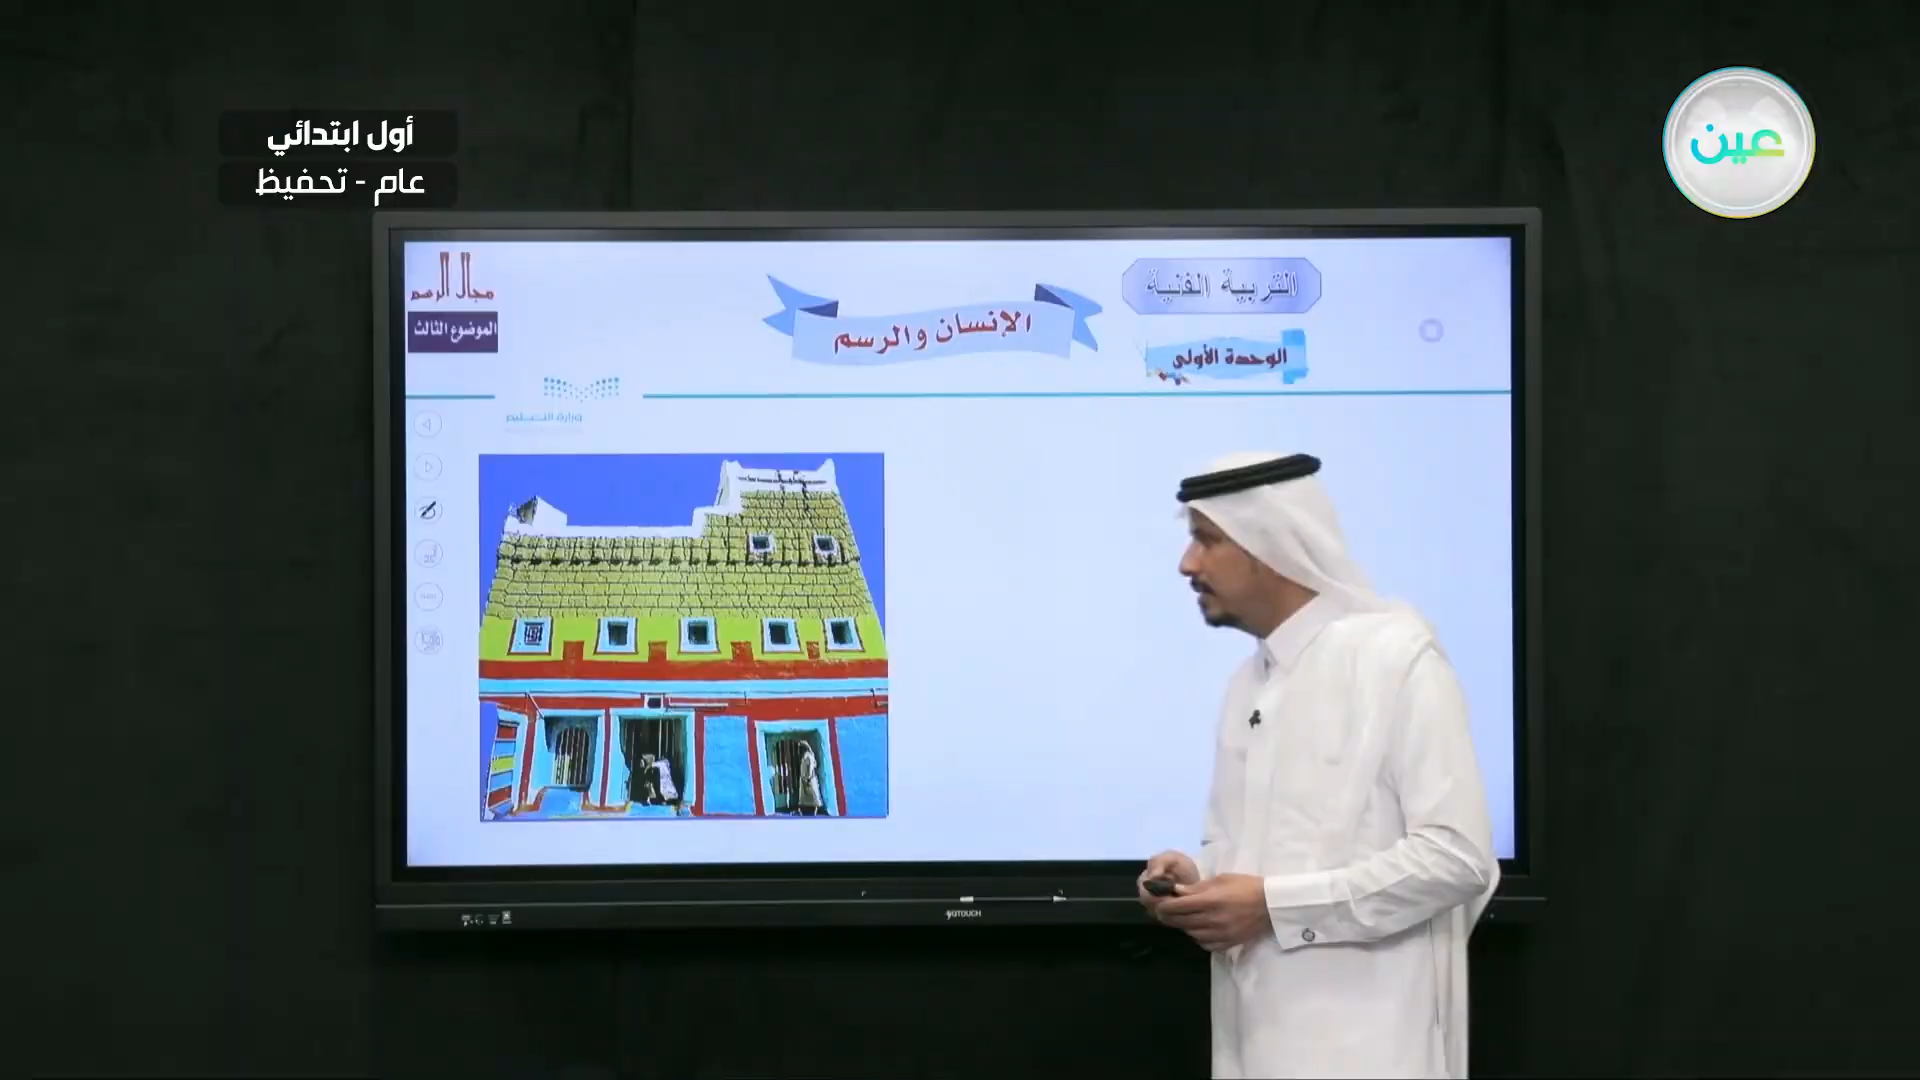 أول ابتدائي
عام - تحفيظ
عين
التربية الفنية
الوحدة الأولى
الإنسان والرسم
مجال الرسم
الموضوع الثالث
وزارة التعليم